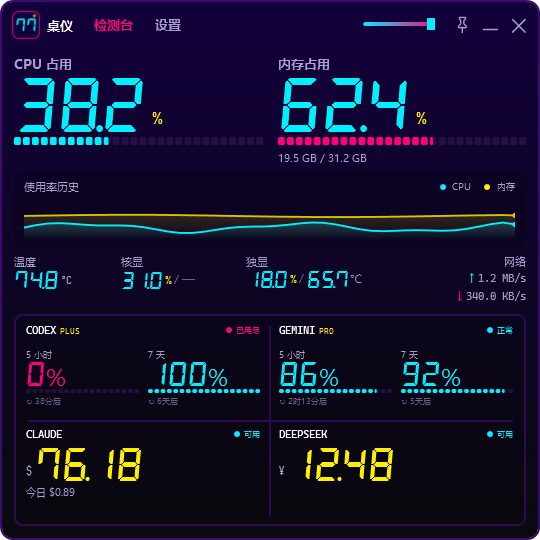 桌仪 检测台 设置
CPU 占用 内存占用
38.2 % 62.4 %
19.5 GB / 31.2 GB
使用率历史 CPU 内存
温度 核显 独显 网络
74.8°C 31.0%/— 18.0%/65.7°C ↑1.2 MB/s
↓340.0 KB/s
CODEX PLUS 已用尽 GEMINI PRO 正常
5 小时 7 天 5 小时 7 天
0% 100% 86% 92%
↻ 38分后 ↻ 6天后 ↻ 2时13分后 ↻ 5天后
CLAUDE 可用 DEEPSEEK 可用
$ 76.18 ¥ 12.48
今日 $0.89